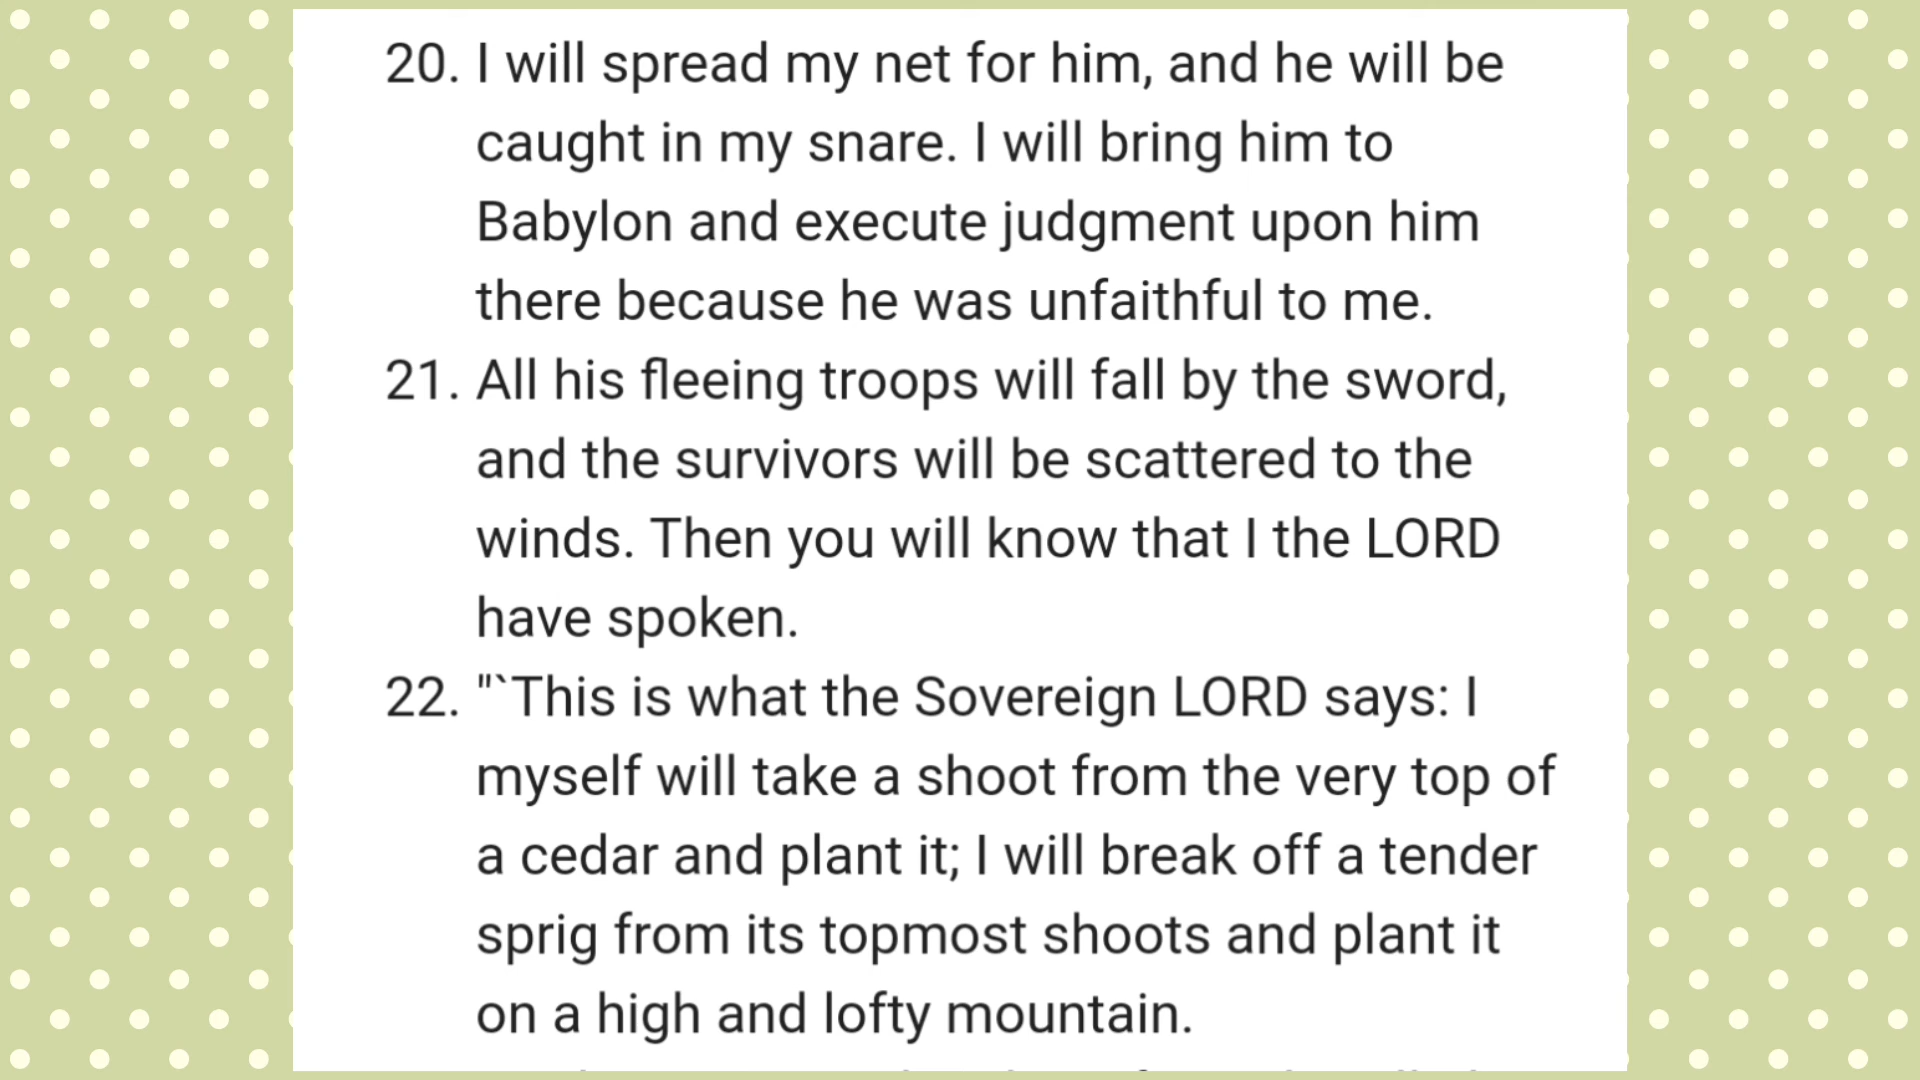 20. I will spread my net for him, and he will be
caught in my snare. I will bring him to
Babylon and execute judgment upon him
there because he was unfaithful to me.
21. All his fleeing troops will fall by the sword,
and the survivors will be scattered to the
winds. Then you will know that I the LORD
have spoken.
22. "`This is what the Sovereign LORD says: I
myself will take a shoot from the very top of
a cedar and plant it; I will break off a tender
sprig from its topmost shoots and plant it
on a high and lofty mountain.